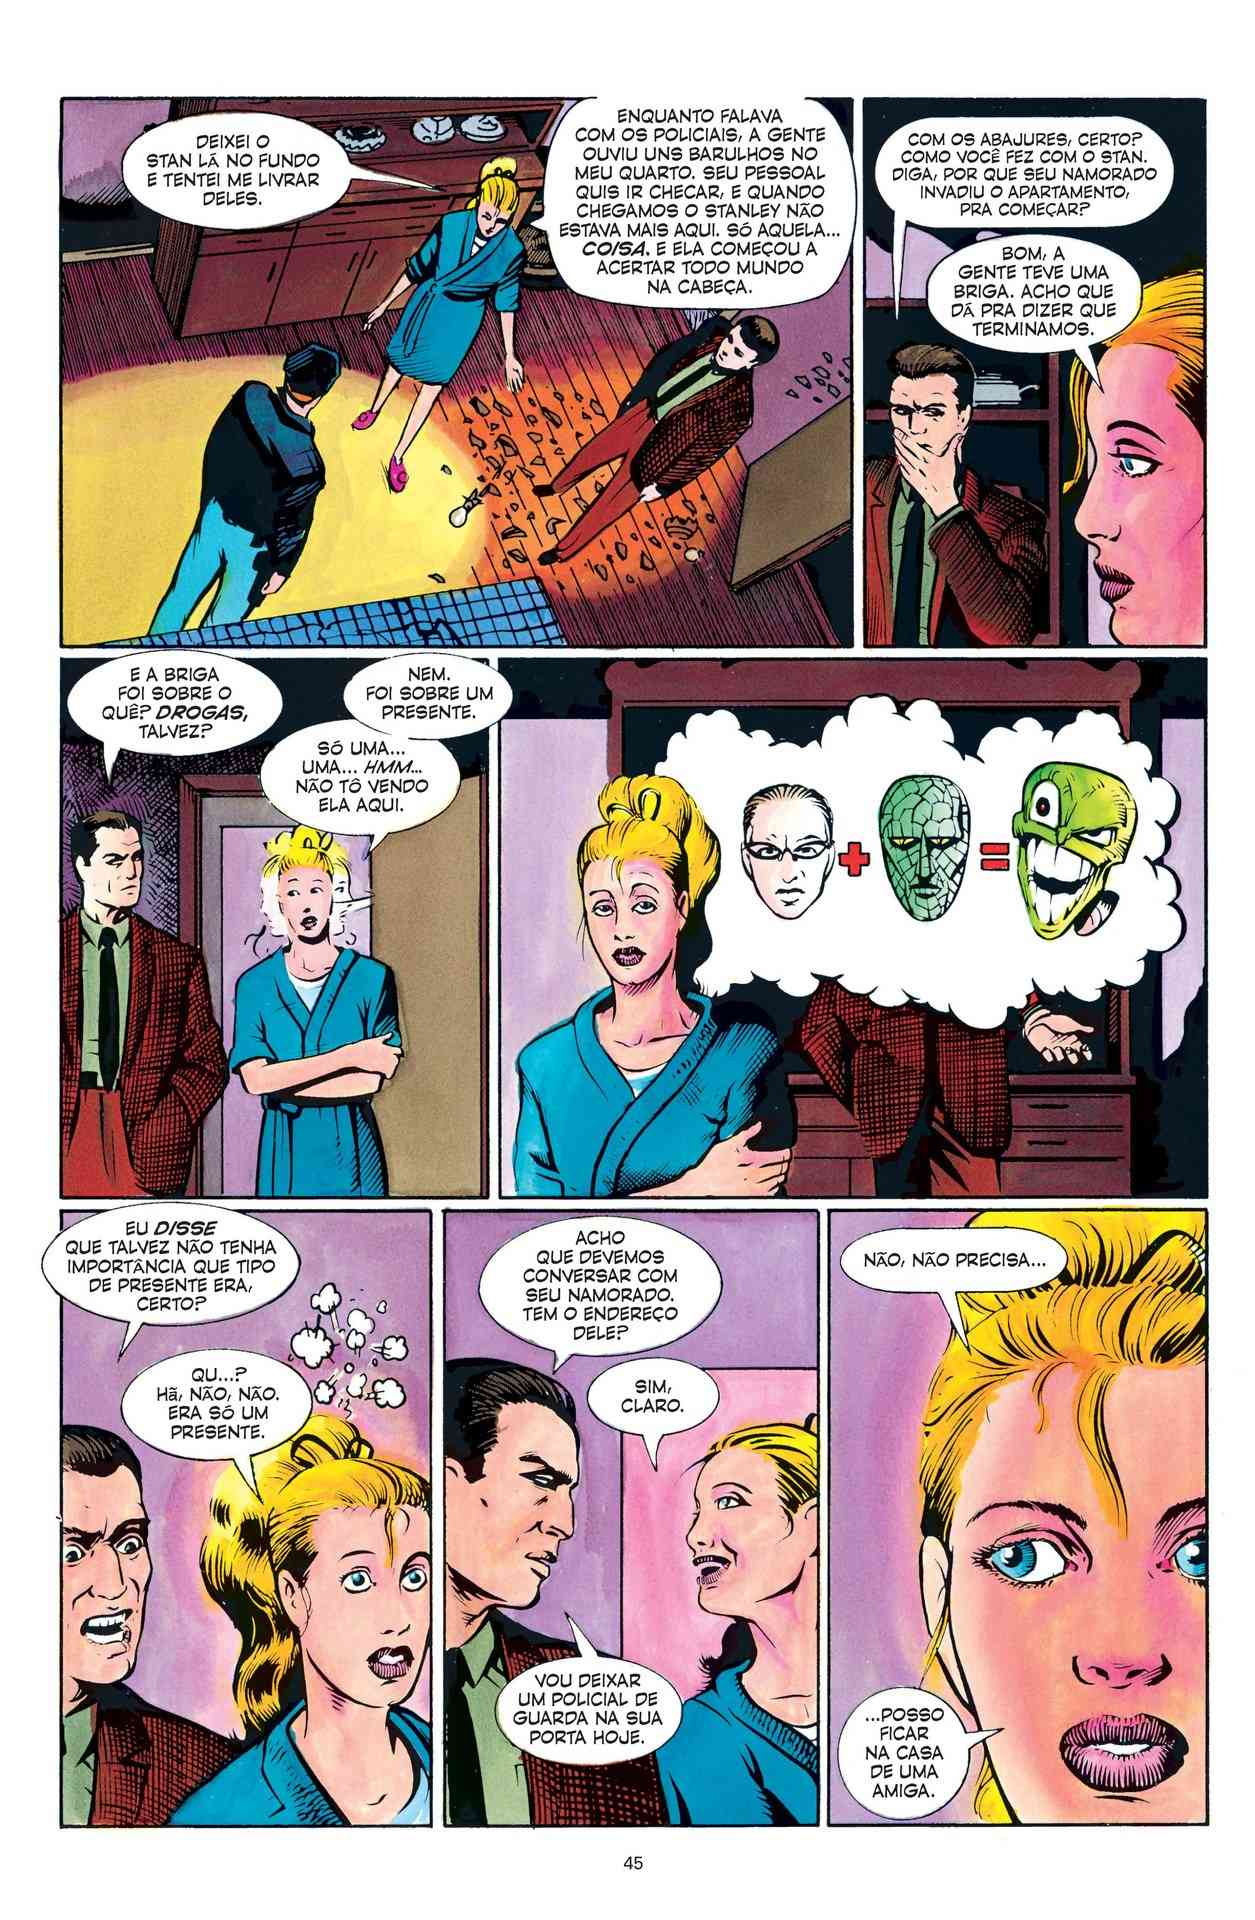 DEIXEI O
STAN LÁ NO FUNDO
E TENTEI ME LIVRAR
DELES.
ENQUANTO FALAVA
COM OS POLICIAIS, A GENTE
OUVIU UNS BARULHOS NO
MEU QUARTO. SEU PESSOAL
QUIS IR CHECAR, E QUANDO
CHEGAMOS O STANLEY NÃO
ESTAVA MAIS AQUI. SÓ AQUELA...
COISA. E ELA COMEÇOU A
ACERTAR TODO MUNDO
NA CABEÇA.
COM OS ABAJURES, CERTO?
COMO VOCÊ FEZ COM O STAN.
DIGA, POR QUE SEU NAMORADO
INVADIU O APARTAMENTO,
PRA COMEÇAR?
BOM, A
GENTE TEVE UMA
BRIGA. ACHO QUE
DÁ PRA DIZER QUE
TERMINAMOS.
E A BRIGA
FOI SOBRE O
QUÊ? DROGAS,
TALVEZ?
NEM.
FOI SOBRE UM
PRESENTE.
SÓ UMA...
UMA... HMM...
NÃO TÔ VENDO
ELA AQUI.
+
=
EU DISSE
QUE TALVEZ NÃO TENHA
IMPORTÂNCIA QUE TIPO
DE PRESENTE ERA,
CERTO?
QU...?
HÃ, NÃO, NÃO.
ERA SÓ UM
PRESENTE.
ACHO
QUE DEVEMOS
CONVERSAR COM
SEU NAMORADO.
TEM O ENDEREÇO
DELE?
SIM,
CLARO.
VOU DEIXAR
UM POLICIAL DE
GUARDA NA SUA
PORTA HOJE.
NÃO, NÃO PRECISA...
...POSSO
FICAR
NA CASA
DE UMA
AMIGA.
45